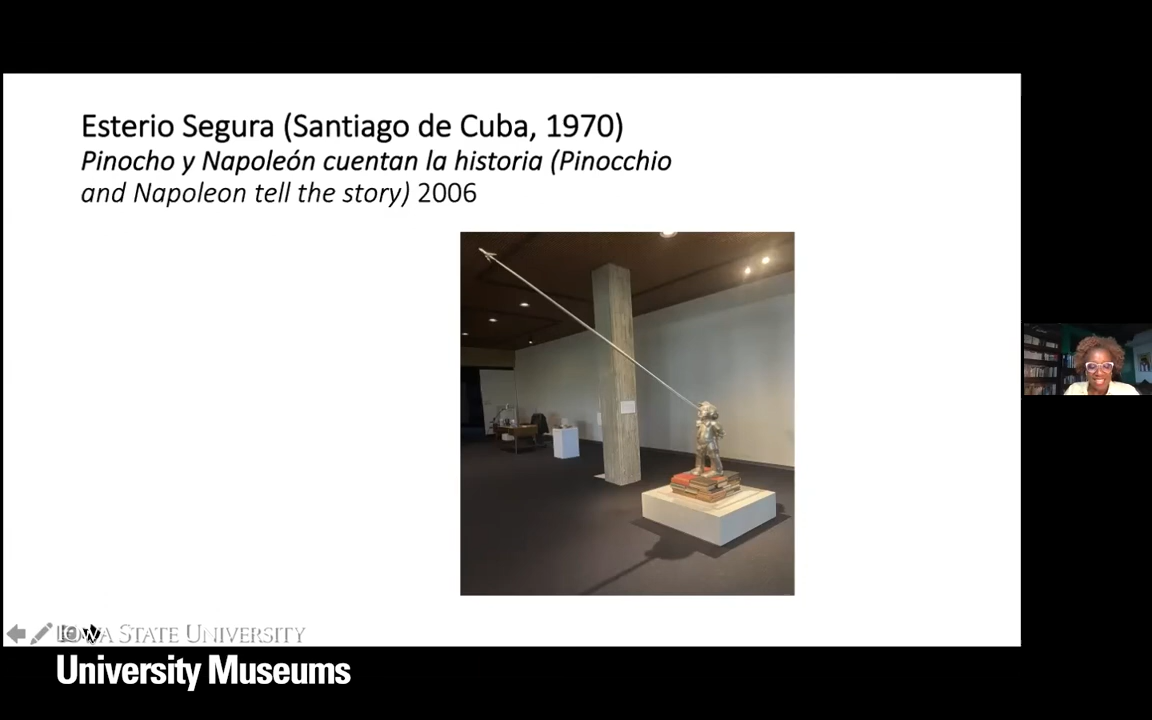 Esterio Segura (Santiago de Cuba, 1970)
Pinocho y Napoleón cuentan la historia (Pinocchio
and Napoleon tell the story) 2006
IOWA STATE UNIVERSITY
University Museums